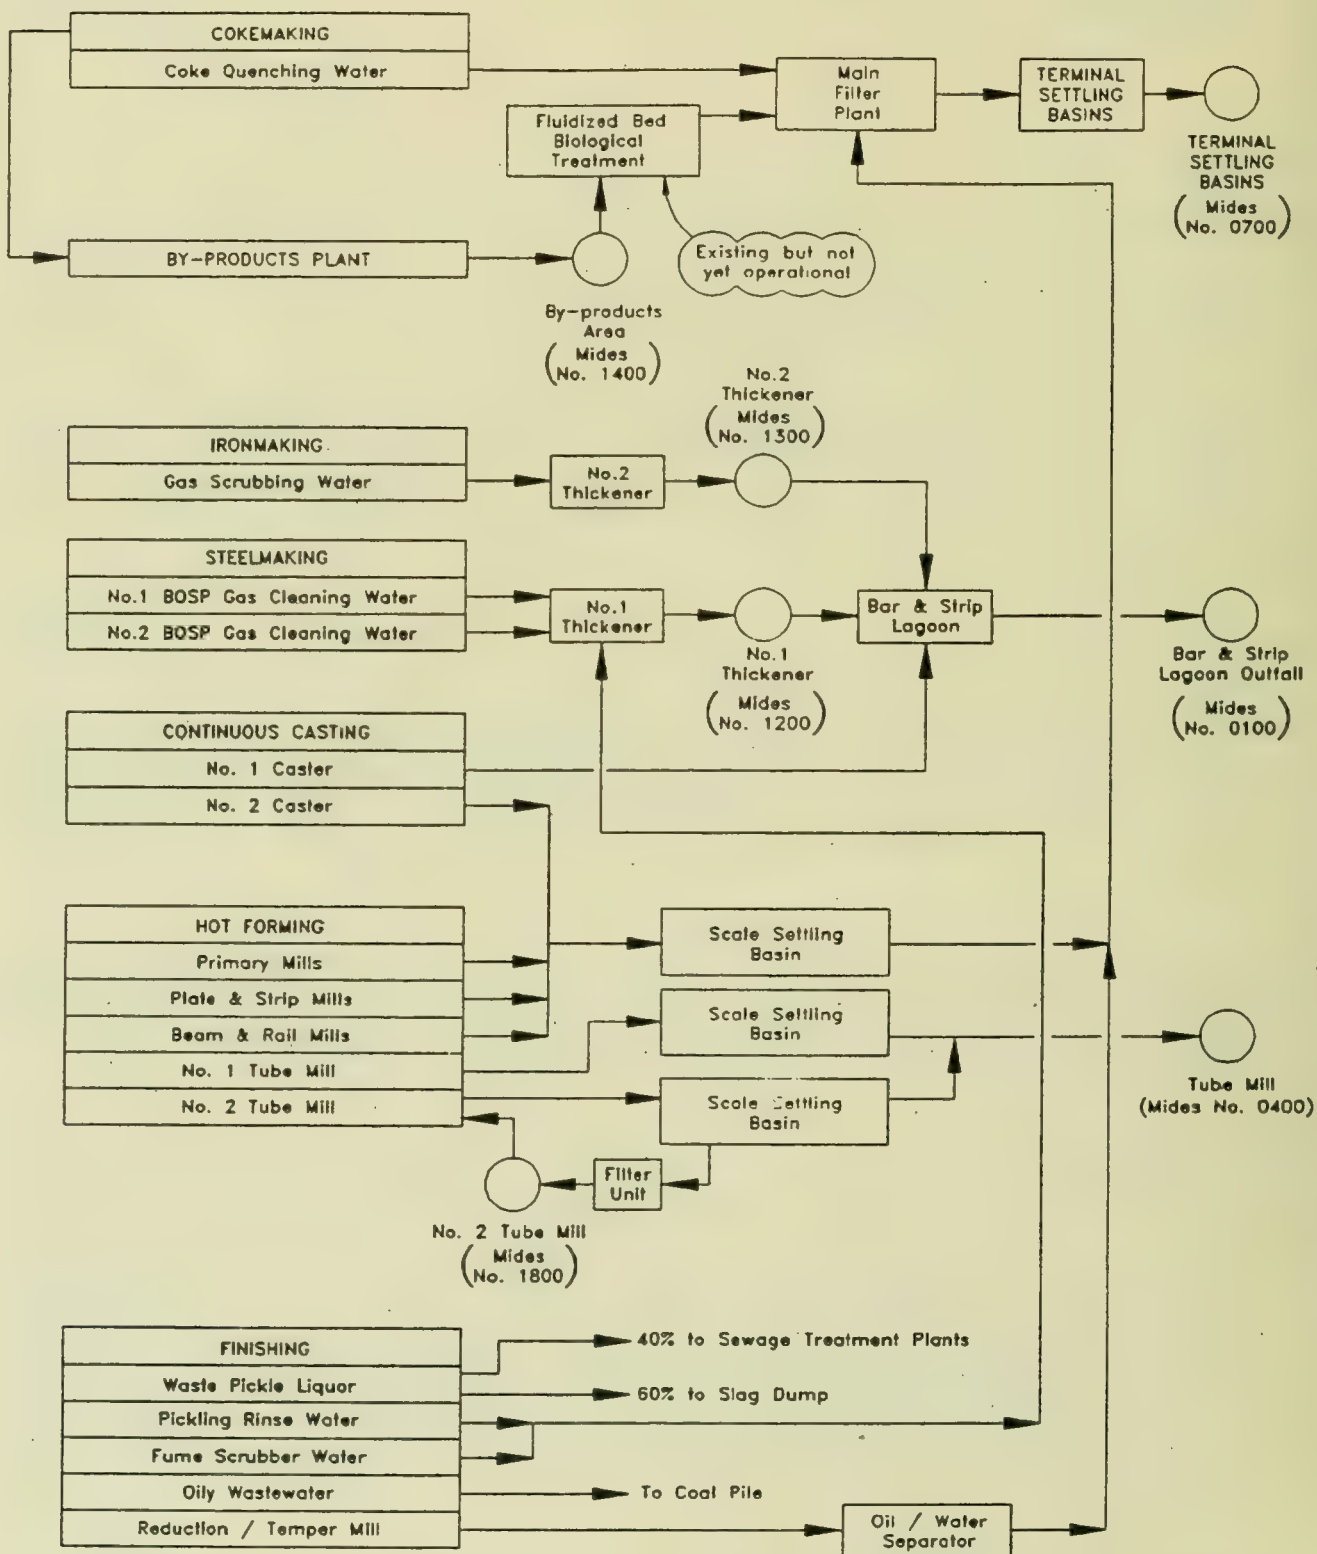 COKEMAKING
Coke Quenching Water
Main
Filter
Plant
TERMINAL
SETTLING
BASINS
Fluidized Bed
Biological
Treatment
TERMINAL
SETTLING
BASINS
(Mides
No. 0700)
BY-PRODUCTS PLANT
Existing but not
yet operational
By-products
Area
(Mides
No. 1400)
No.2
Thickener
(Mides
No. 1300)
IRONMAKING
Gas Scrubbing Water
No.2
Thickener
STEELMAKING
No.1 BOSP Gas Cleaning Water
No.2 BOSP Gas Cleaning Water
No.1
Thickener
Bar & Strip
Lagoon
No.1
Thickener
(Mides
No. 1200)
Bar & Strip
Lagoon Outfall
(Mides
No. 0100)
CONTINUOUS CASTING
No. 1 Caster
No. 2 Caster
HOT FORMING
Primary Mills
Plate & Strip Mills
Beam & Rail Mills
No. 1 Tube Mill
No. 2 Tube Mill
Scale Settling
Basin
Scale Settling
Basin
Scale Settling
Basin
Tube Mill
(Mides No. 0400)
Filter
Unit
No. 2 Tube Mill
(Mides
No. 1800)
FINISHING
Waste Pickle Liquor
Pickling Rinse Water
Fume Scrubber Water
Oily Wastewater
Reduction / Temper Mill
40% to Sewage Treatment Plants
60% to Slag Dump
To Coal Pile
Oil / Water
Separator